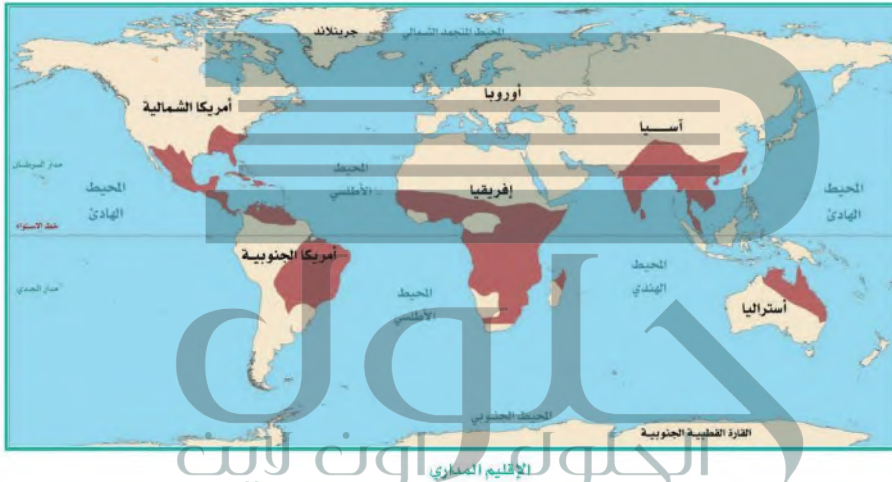 جرينلاند
المحيط المتجمد الشمالي
أمريكا الشمالية
أوروبا
آسيا
مدار السرطان
المحيط
الهادئ
المحيط
الأطلسي
إفريقيا
المحيط
الهادئ
خط الاستواء
أمريكا الجنوبية
المحيط
الهندي
مدار الجدي
المحيط
الأطلسي
أستراليا
المحيط الجنوبي
القارة القطبية الجنوبية
حلول
الحلول اون لاين
الإقليم المداري